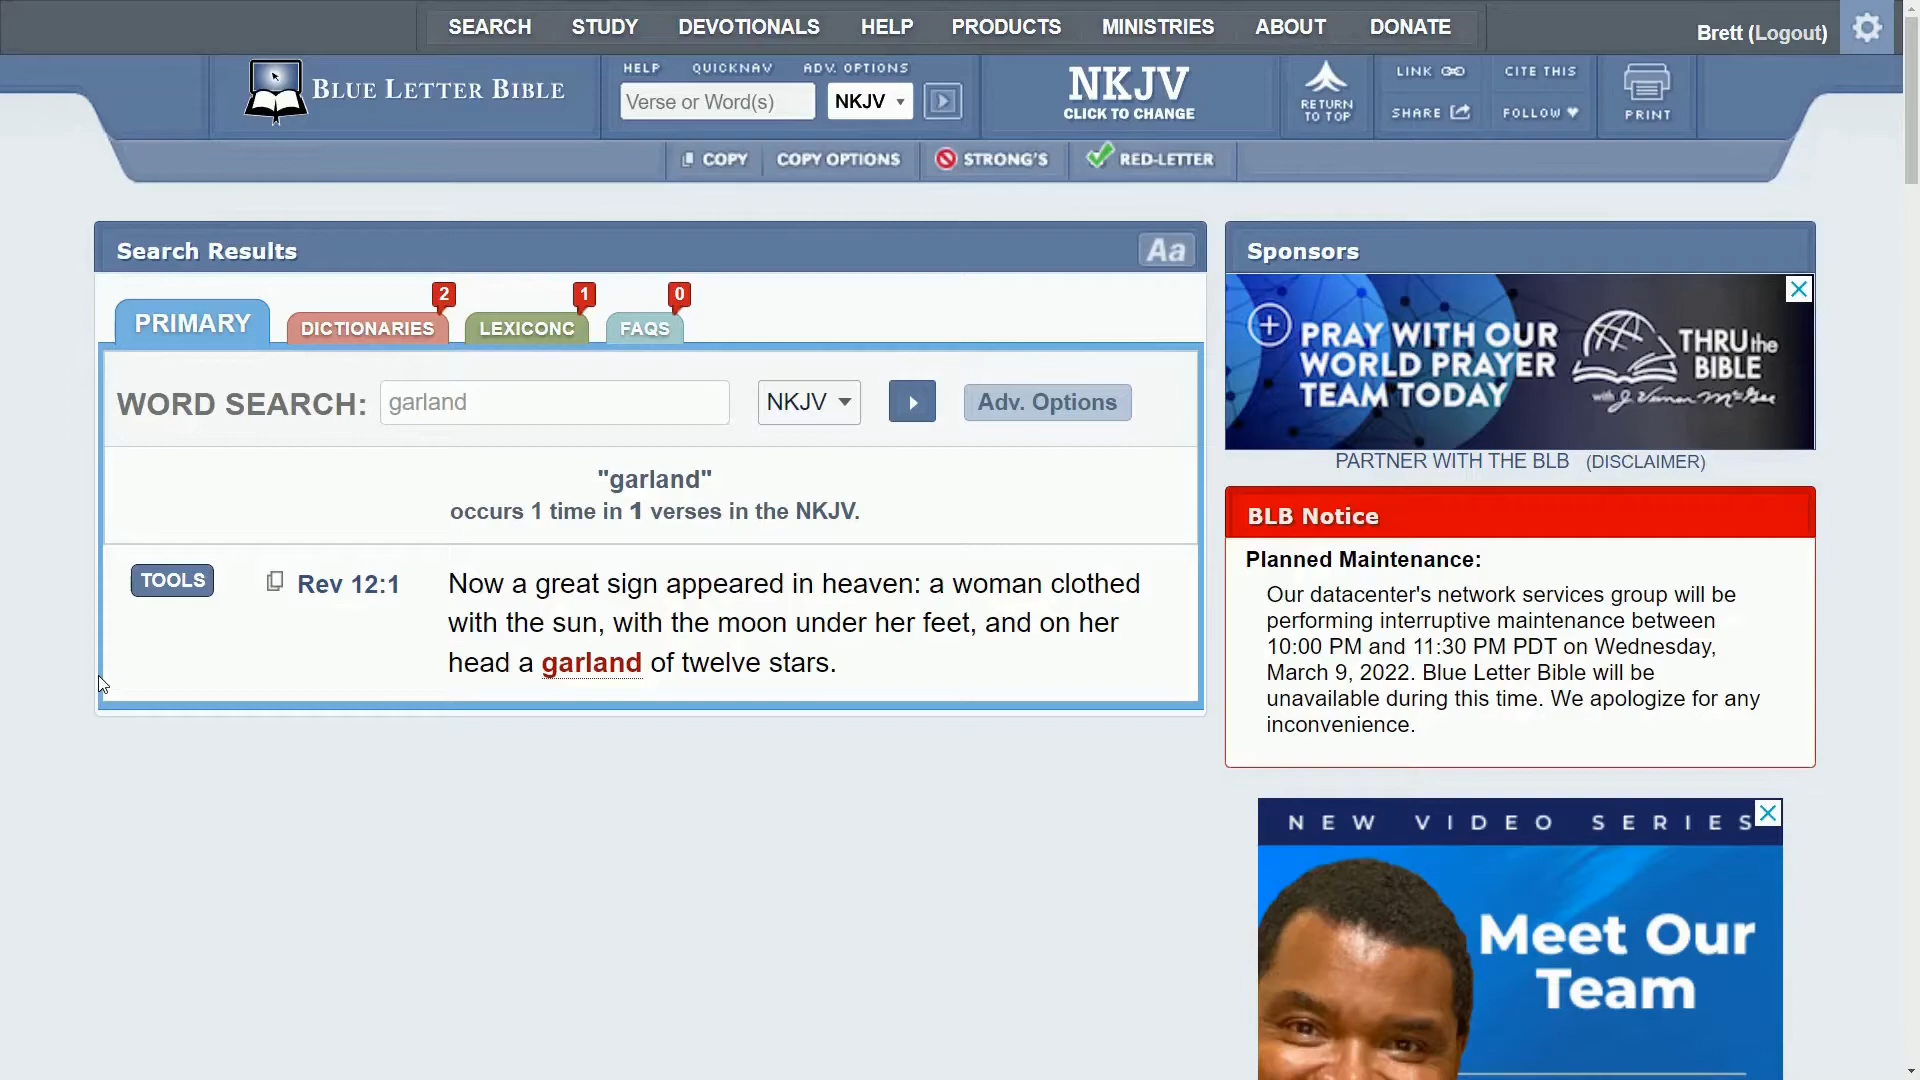 SEARCH STUDY DEVOTIONALS HELP PRODUCTS MINISTRIES ABOUT DONATE
Brett (Logout)
BLUE LETTER BIBLE
HELP QUICKNAV ADV. OPTIONS
Verse or Word(s) NKJV
NKJV
CLICK TO CHANGE
RETURN
TO TOP
LINK CITE THIS
SHARE FOLLOW
PRINT
COPY COPY OPTIONS STRONG'S RED-LETTER
Search Results Aa
PRIMARY DICTIONARIES 2 LEXICONC 1 FAQS 0
WORD SEARCH: garland NKJV Adv. Options
"garland"
occurs 1 time in 1 verses in the NKJV.
TOOLS Rev 12:1 Now a great sign appeared in heaven: a woman clothed
with the sun, with the moon under her feet, and on her
head a garland of twelve stars.
Sponsors
PRAY WITH OUR
WORLD PRAYER
TEAM TODAY
THRU the
BIBLE
with J. Vernon McGee
PARTNER WITH THE BLB (DISCLAIMER)
BLB Notice
Planned Maintenance:
Our datacenter's network services group will be
performing interruptive maintenance between
10:00 PM and 11:30 PM PDT on Wednesday,
March 9, 2022. Blue Letter Bible will be
unavailable during this time. We apologize for any
inconvenience.
NEW VIDEO SERIES
Meet Our
Team